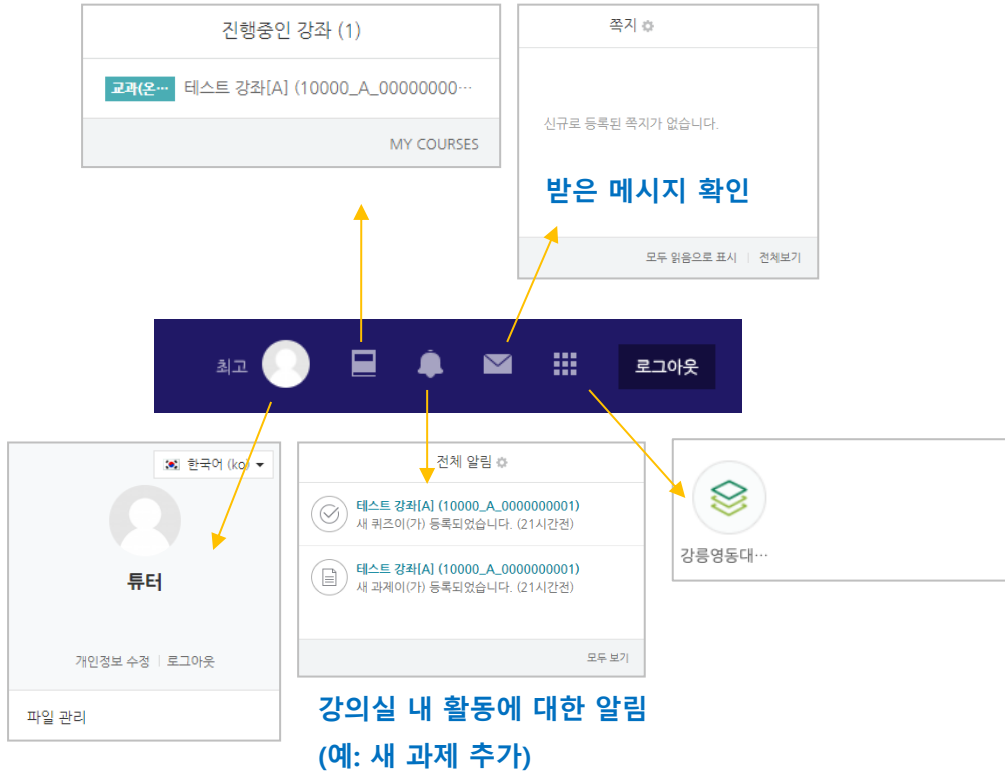 진행중인 강좌 (1)
교과(온… 테스트 강좌[A] (10000_A_00000000…
MY COURSES
쪽지
신규로 등록된 쪽지가 없습니다.
받은 메시지 확인
모두 읽음으로 표시 | 전체보기
최고
로그아웃
한국어 (ko)
튜터
개인정보 수정 | 로그아웃
파일 관리
전체 알림
테스트 강좌[A] (10000_A_0000000001)
새 퀴즈이(가) 등록되었습니다. (21시간전)
테스트 강좌[A] (10000_A_0000000001)
새 과제이(가) 등록되었습니다. (21시간전)
모두 보기
강릉영동대…
강의실 내 활동에 대한 알림
(예: 새 과제 추가)